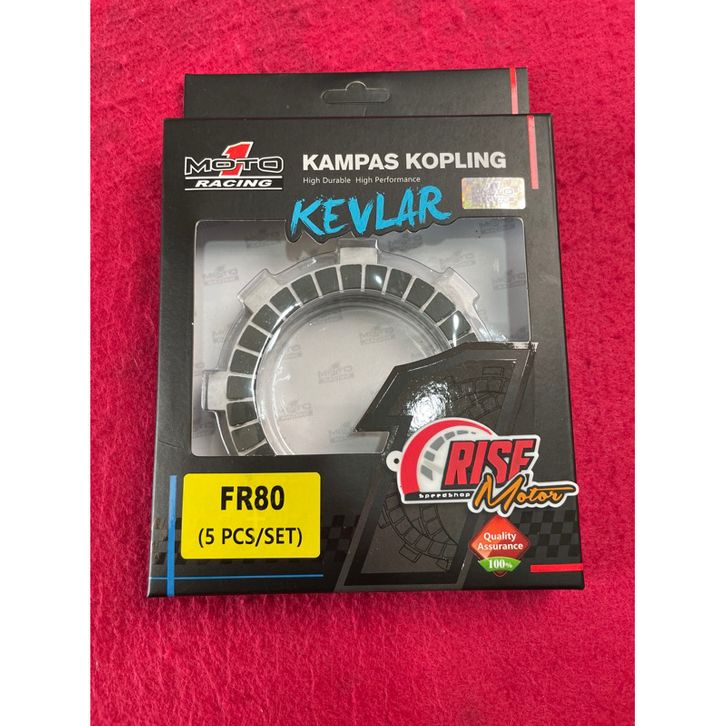 MOTO 1
RACING
KAMPAS KOPLING
High Durable High Performance
KEVLAR
FR80
(5 PCS/SET)
RISE
speedshop
Motor
Quality
Assurance
100%